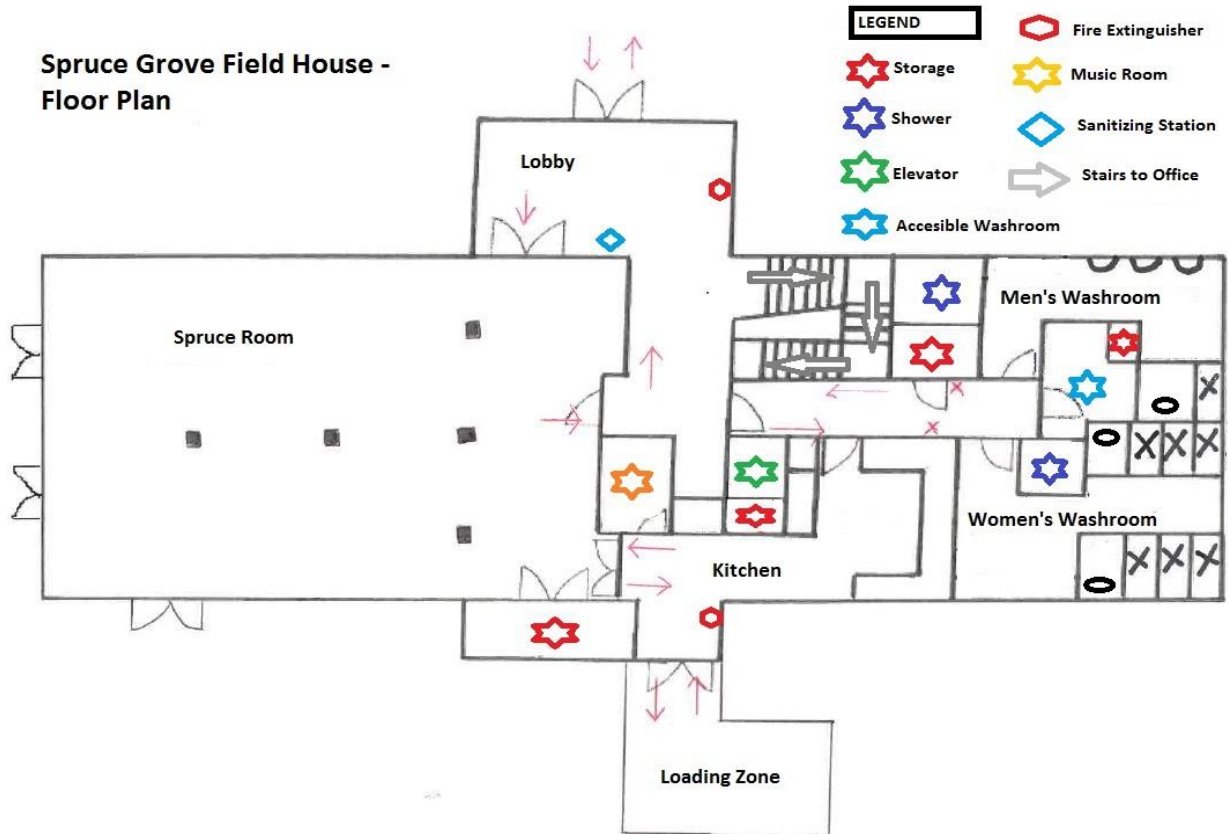 Spruce Grove Field House -
Floor Plan
LEGEND
Fire Extinguisher
Storage
Music Room
Shower
Sanitizing Station
Elevator
Stairs to Office
Accesible Washroom
Lobby
Spruce Room
Men's Washroom
Women's Washroom
Kitchen
Loading Zone